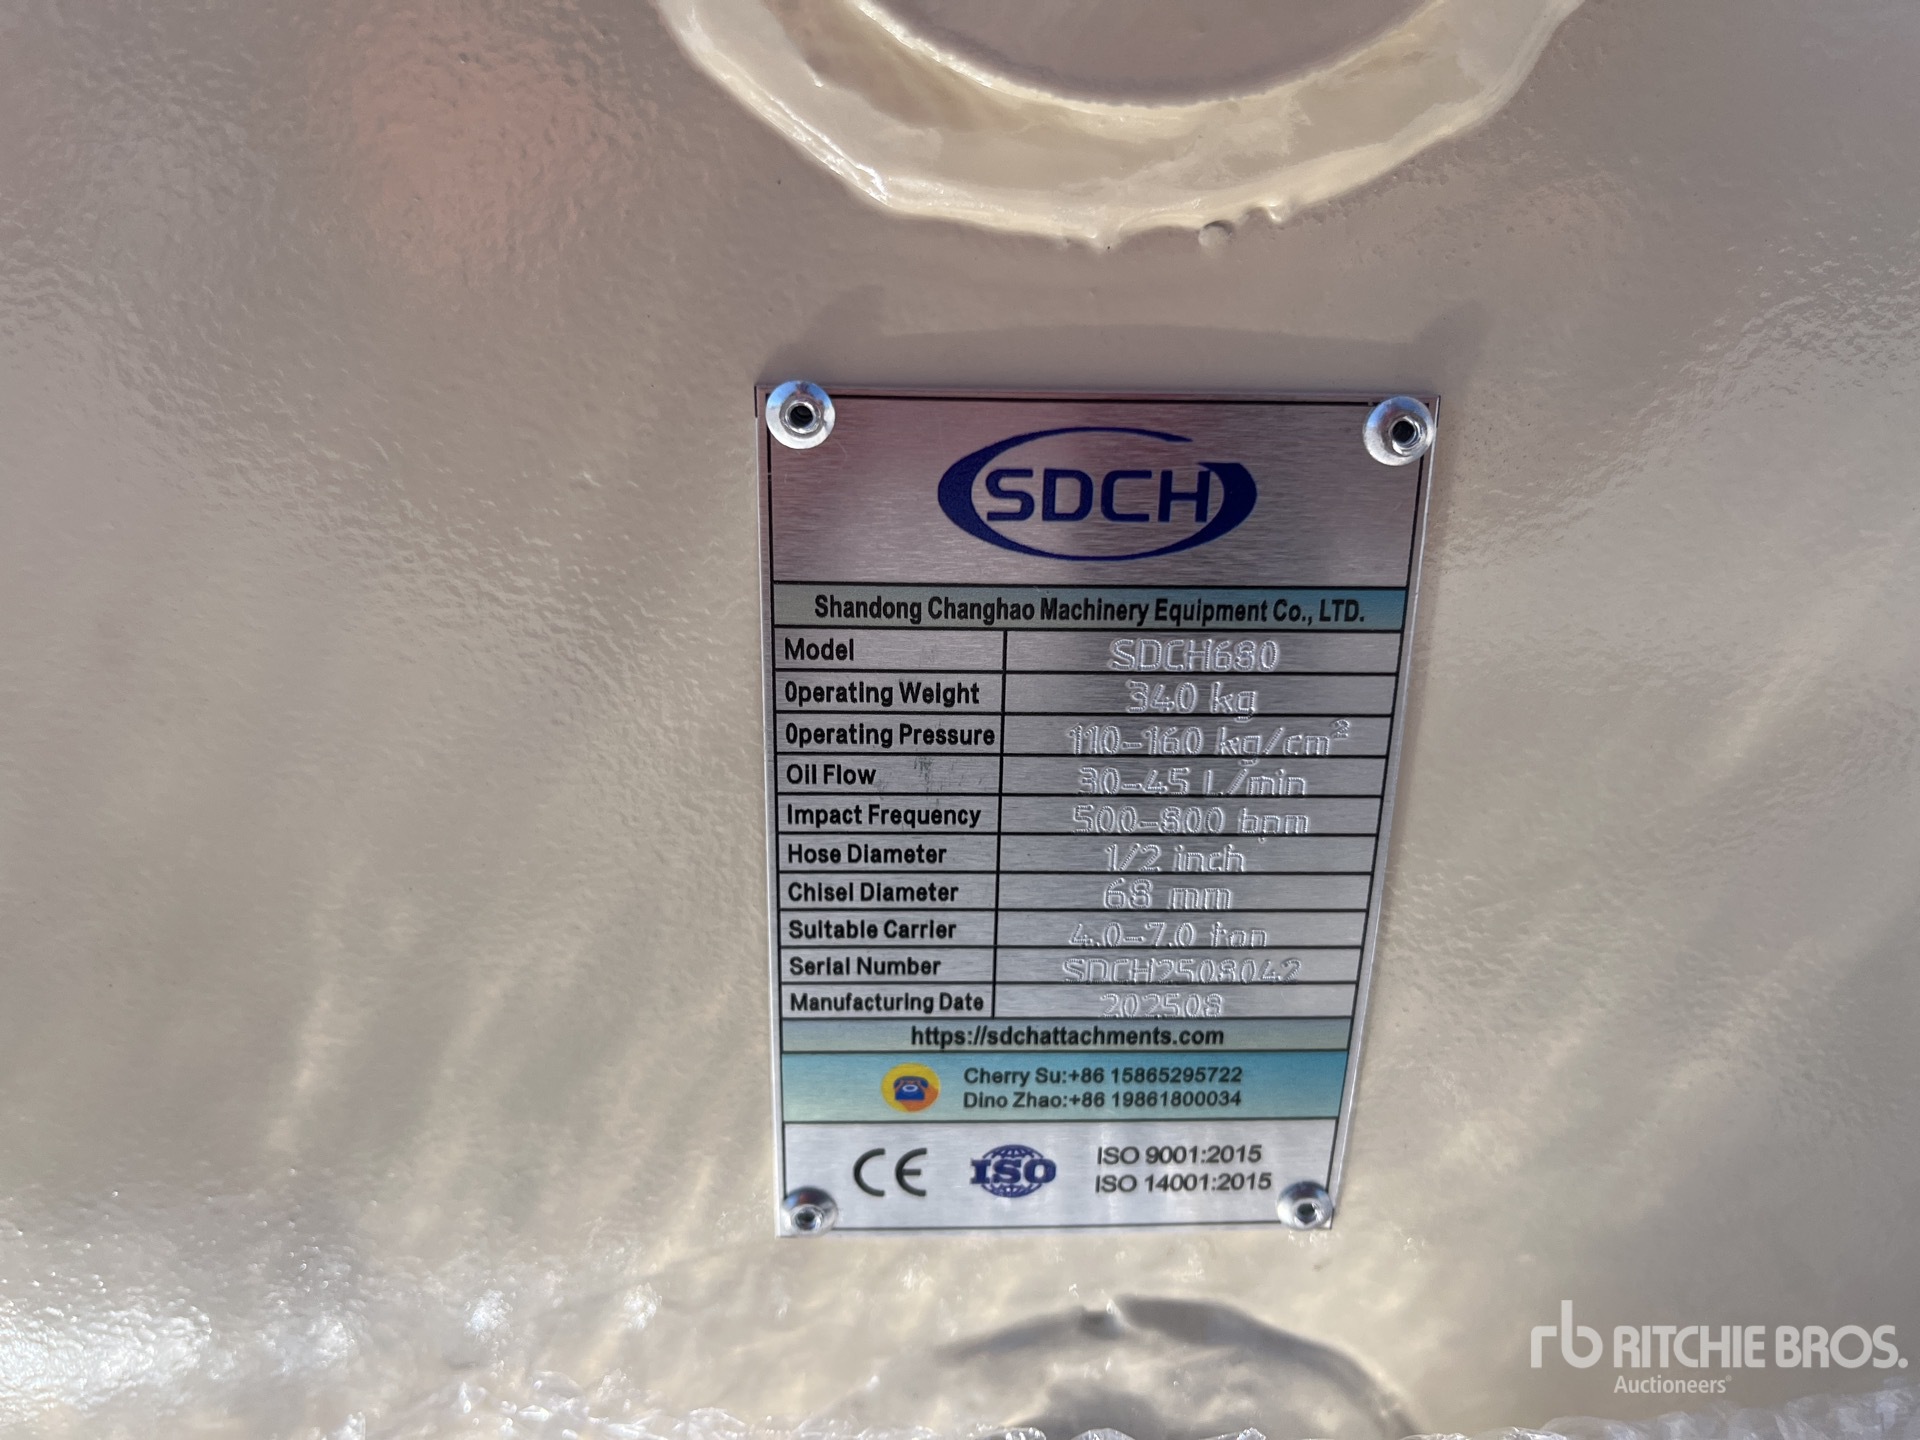 SDCH
Shandong Changhao Machinery Equipment Co., LTD.
Model SDCH680
Operating Weight 340 kg
Operating Pressure 110-160 kg/cm²
Oil Flow 30-45 L/min
Impact Frequency 500-800 bpm
Hose Diameter 1/2 inch
Chisel Diameter 68 mm
Suitable Carrier 4.0-7.0 ton
Serial Number SDCH2508042
Manufacturing Date 202508
https://sdchattachments.com
Cherry Su:+86 15865295722
Dino Zhao:+86 19861800034
CE ISO ISO 9001:2015
ISO 14001:2015
rb RITCHIE BROS.
Auctioneers